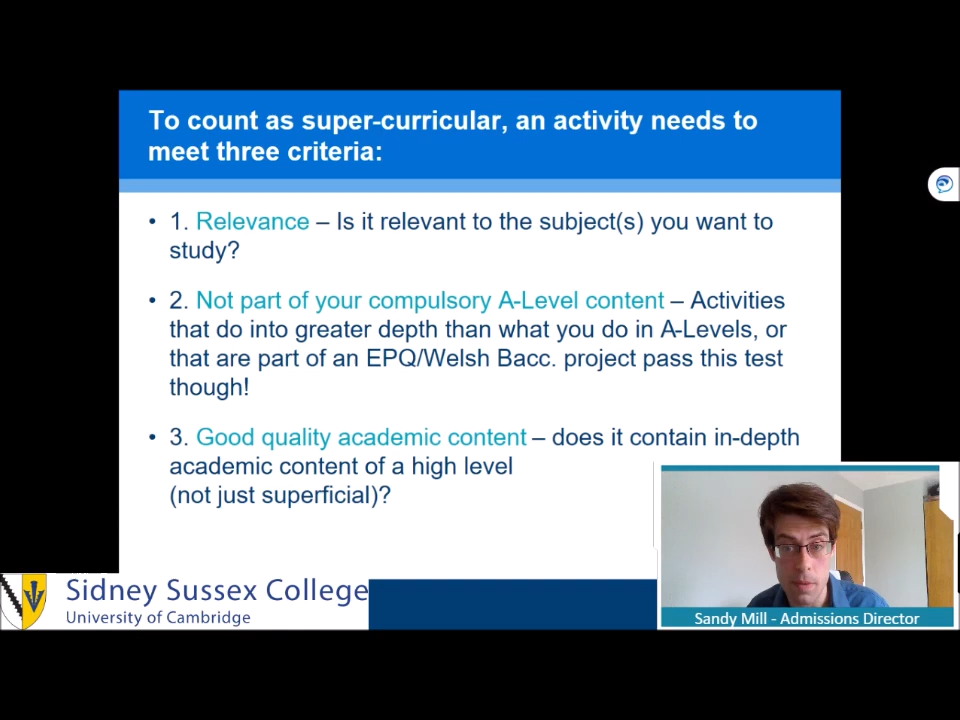 To count as super-curricular, an activity needs to
meet three criteria:
• 1. Relevance – Is it relevant to the subject(s) you want to
study?
• 2. Not part of your compulsory A-Level content – Activities
that do into greater depth than what you do in A-Levels, or
that are part of an EPQ/Welsh Bacc. project pass this test
though!
• 3. Good quality academic content – does it contain in-depth
academic content of a high level
(not just superficial)?
Sidney Sussex College
University of Cambridge
Sandy Mill - Admissions Director